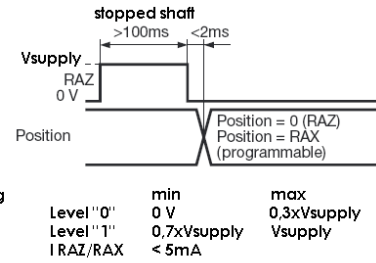 stopped shaft
>100ms <2ms
Vsupply
RAZ
0 V
Position
Position = 0 (RAZ)
Position = RAX
(programmable)
g min max
Level "0" 0 V 0,3xVsupply
Level "1" 0,7xVsupply Vsupply
I RAZ/RAX < 5mA